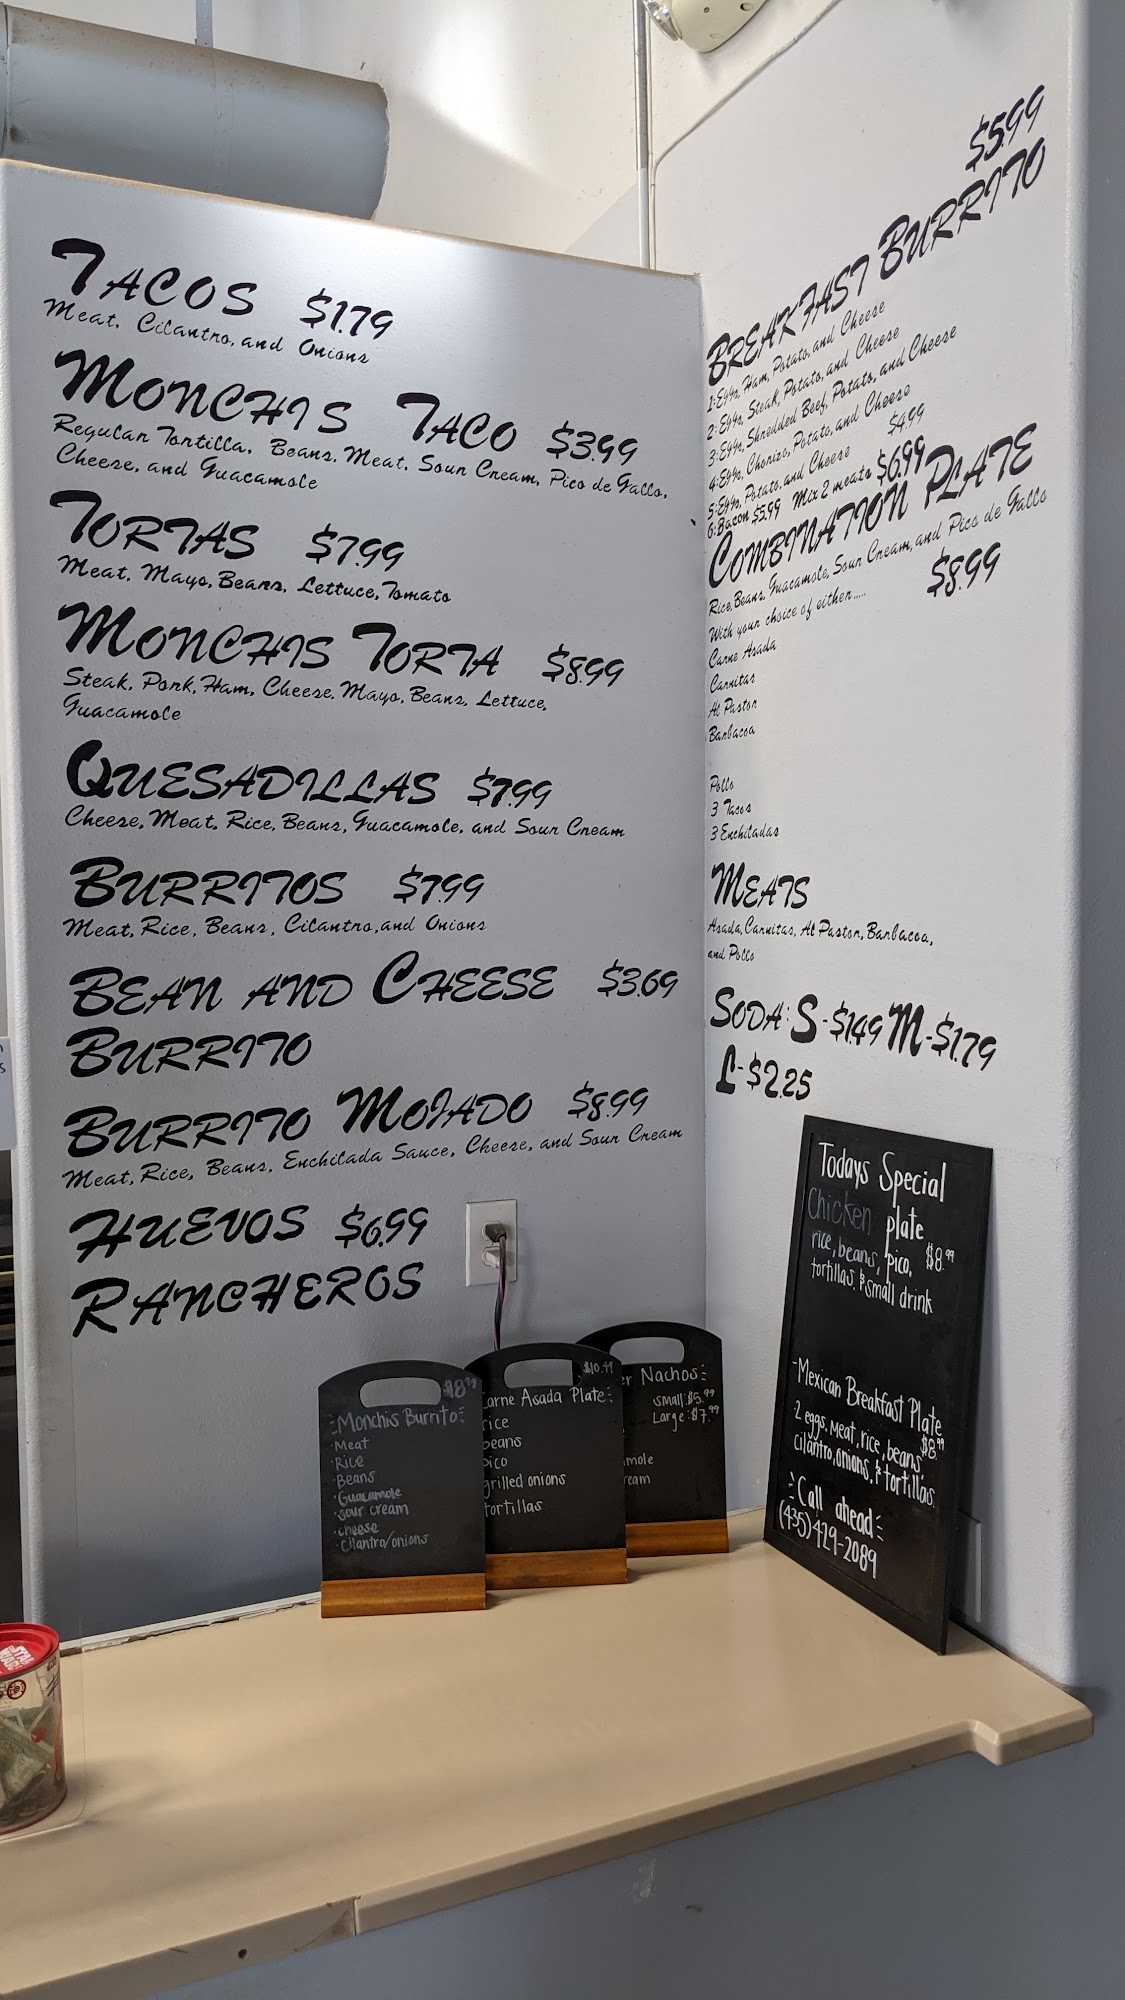 TACOS $1.79
Meat, Cilantro, and Onions
MONCHIS TACO $3.99
Regular Tortilla, Beans, Meat, Sour Cream, Pico de Gallo,
Cheese, and Guacamole
TORTAS $7.99
Meat, Mayo, Beans, Lettuce, Tomato
MONCHIS TORTA $8.99
Steak, Pork, Ham, Cheese, Mayo, Beans, Lettuce,
Guacamole
QUESADILLAS $7.99
Cheese, Meat, Rice, Beans, Guacamole, and Sour Cream
BURRITOS $7.99
Meat, Rice, Beans, Cilantro, and Onions
BEAN AND CHEESE $3.69
BURRITO
BURRITO MOJADO $8.99
Meat, Rice, Beans, Enchilada Sauce, Cheese, and Sour Cream
HUEVOS $6.99
RANCHEROS
$5.99
BREAKFAST BURRITO
1: Eggs, Ham, Potato, and Cheese
2: Eggs, Steak, Potato, and Cheese
3: Eggs, Shredded Beef, Potato, and Cheese
4: Eggs, Chorizo, Potato, and Cheese
5: Eggs, Potato, and Cheese $4.99
6: Bacon $5.99 Mix 2 meats $6.99
COMBINATION PLATE
Rice, Beans, Guacamole, Sour Cream, and Pico de Gallo
With your choice of either..... $8.99
Carne Asada
Carnitas
Al Pastor
Barbacoa
Pollo
3 Tacos
3 Enchiladas
MEATS
Asada, Carnitas, Al Pastor, Barbacoa,
and Pollo
SODA: S-$1.49 M-$1.79
L-$2.25
Todays Special
Chicken plate
rice, beans, pico, $8.99
tortillas & small drink
-Mexican Breakfast Plate
2 eggs, meat, rice, beans, $8.99
cilantro, onions, & tortillas
Call ahead:
(435) 429-2089
Monchis Burrito:
·Meat
·Rice
·Beans
·Guacamole
·sour cream
·cheese
·cilantro/onions
$10.99
Carne Asada Plate:
rice
beans
pico
grilled onions
tortillas
Nachos:
small: $5.99
Large: $7.99
STAR
WARS